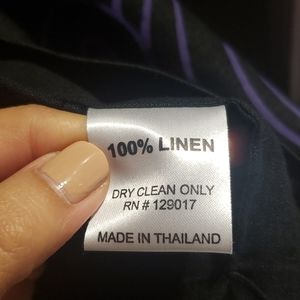 100% LINEN
DRY CLEAN ONLY
RN # 129017
MADE IN THAILAND